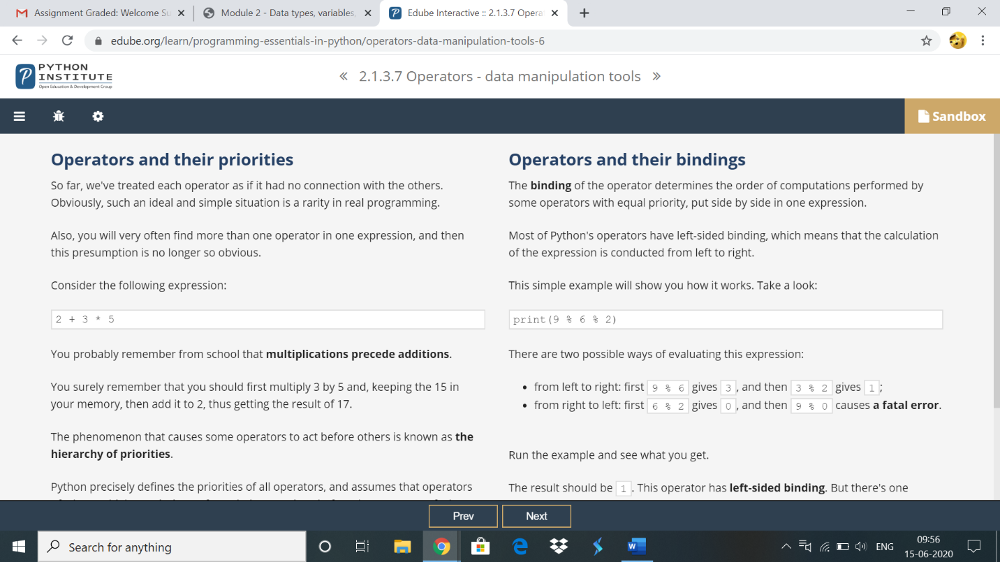 Assignment Graded: Welcome Su
Module 2 - Data types, variables,
Edube Interactive :: 2.1.3.7 Opera
edube.org/learn/programming-essentials-in-python/operators-data-manipulation-tools-6
PYTHON
INSTITUTE
Open Education & Development Group
« 2.1.3.7 Operators - data manipulation tools »
Sandbox
Operators and their priorities
So far, we've treated each operator as if it had no connection with the others.
Obviously, such an ideal and simple situation is a rarity in real programming.
Also, you will very often find more than one operator in one expression, and then
this presumption is no longer so obvious.
Consider the following expression:
2 + 3 * 5
You probably remember from school that multiplications precede additions.
You surely remember that you should first multiply 3 by 5 and, keeping the 15 in
your memory, then add it to 2, thus getting the result of 17.
The phenomenon that causes some operators to act before others is known as the
hierarchy of priorities.
Python precisely defines the priorities of all operators, and assumes that operators
Operators and their bindings
The binding of the operator determines the order of computations performed by
some operators with equal priority, put side by side in one expression.
Most of Python's operators have left-sided binding, which means that the calculation
of the expression is conducted from left to right.
This simple example will show you how it works. Take a look:
print(9 % 6 % 2)
There are two possible ways of evaluating this expression:
• from left to right: first 9 % 6 gives 3, and then 3 % 2 gives 1;
• from right to left: first 6 % 2 gives 0, and then 9 % 0 causes a fatal error.
Run the example and see what you get.
The result should be 1. This operator has left-sided binding. But there's one
Prev
Next
Search for anything
ENG
09:56
15-06-2020